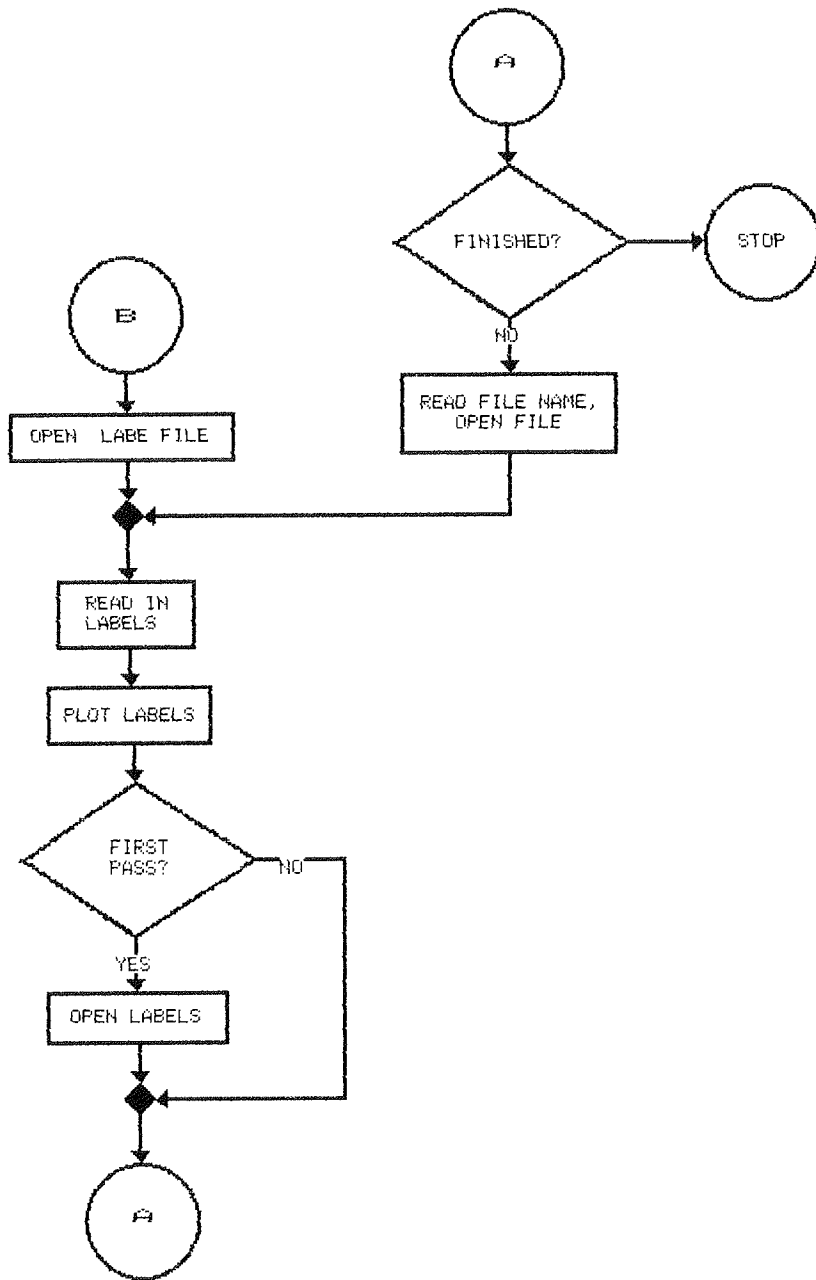 A
FINISHED?
STOP
NO
READ FILE NAME,
OPEN FILE
B
OPEN LABE FILE
READ IN
LABELS
PLOT LABELS
FIRST
PASS?
NO
YES
OPEN LABELS
A